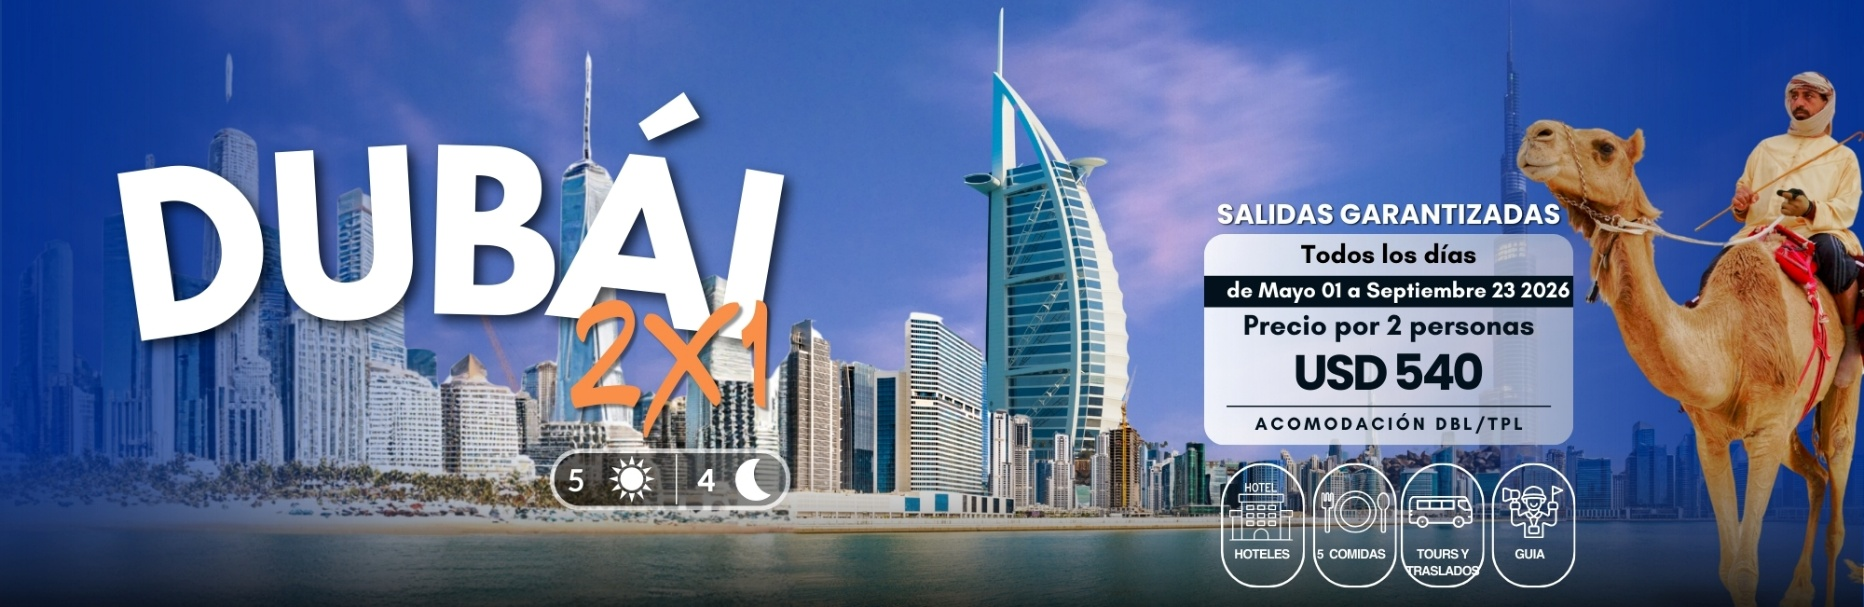 DUBÁI
2X1
5 4
SALIDAS GARANTIZADAS
Todos los días
de Mayo 01 a Septiembre 23 2026
Precio por 2 personas
USD 540
ACOMODACIÓN DBL/TPL
HOTEL
HOTELES
5 COMIDAS
TOURS Y
TRASLADOS
GUIA